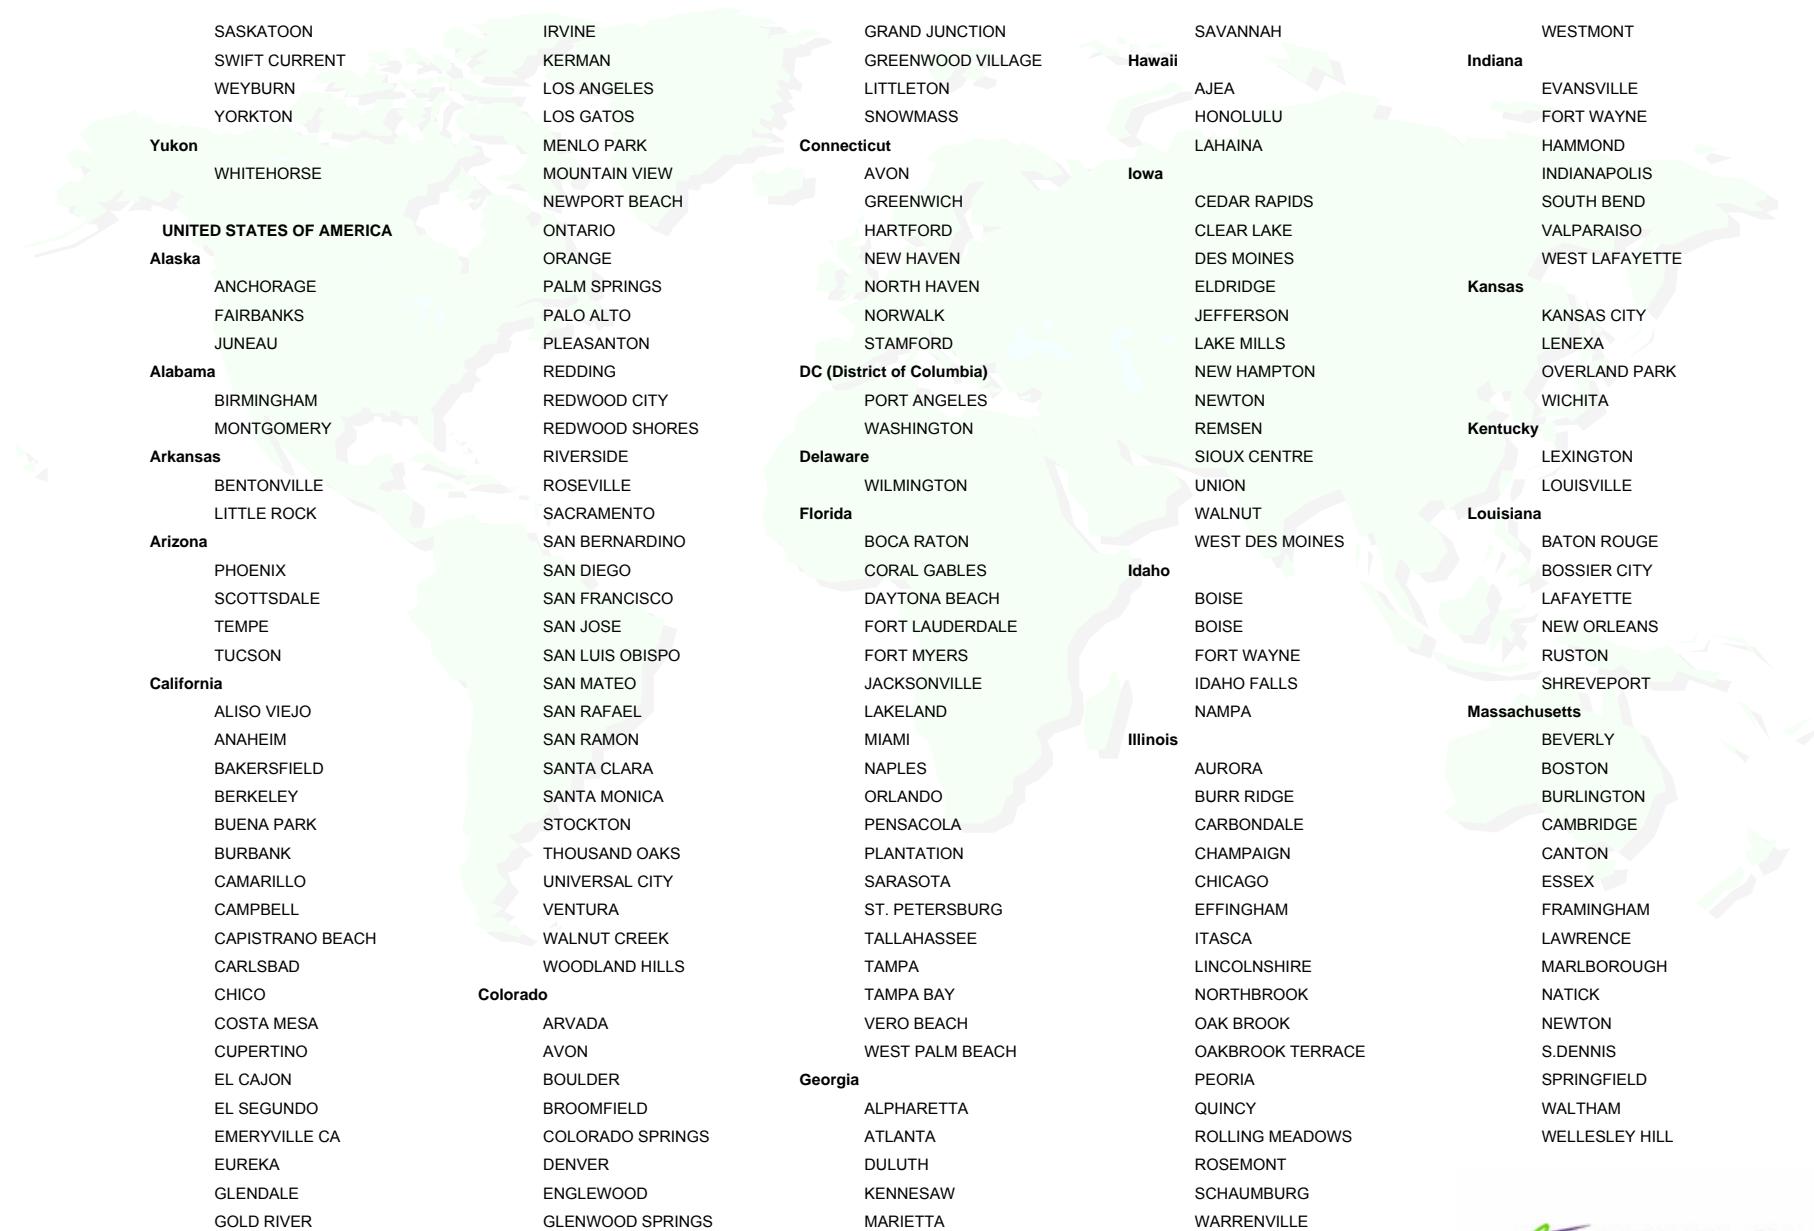 SASKATOON
SWIFT CURRENT
WEYBURN
YORKTON
Yukon
WHITEHORSE
UNITED STATES OF AMERICA
Alaska
ANCHORAGE
FAIRBANKS
JUNEAU
Alabama
BIRMINGHAM
MONTGOMERY
Arkansas
BENTONVILLE
LITTLE ROCK
Arizona
PHOENIX
SCOTTSDALE
TEMPE
TUCSON
California
ALISO VIEJO
ANAHEIM
BAKERSFIELD
BERKELEY
BUENA PARK
BURBANK
CAMARILLO
CAMPBELL
CAPISTRANO BEACH
CARLSBAD
CHICO
COSTA MESA
CUPERTINO
EL CAJON
EL SEGUNDO
EMERYVILLE CA
EUREKA
GLENDALE
GOLD RIVER
IRVINE
KERMAN
LOS ANGELES
LOS GATOS
MENLO PARK
MOUNTAIN VIEW
NEWPORT BEACH
ONTARIO
ORANGE
PALM SPRINGS
PALO ALTO
PLEASANTON
REDDING
REDWOOD CITY
REDWOOD SHORES
RIVERSIDE
ROSEVILLE
SACRAMENTO
SAN BERNARDINO
SAN DIEGO
SAN FRANCISCO
SAN JOSE
SAN LUIS OBISPO
SAN MATEO
SAN RAFAEL
SAN RAMON
SANTA CLARA
SANTA MONICA
STOCKTON
THOUSAND OAKS
UNIVERSAL CITY
VENTURA
WALNUT CREEK
WOODLAND HILLS
Colorado
ARVADA
AVON
BOULDER
BROOMFIELD
COLORADO SPRINGS
DENVER
ENGLEWOOD
GLENWOOD SPRINGS
GRAND JUNCTION
GREENWOOD VILLAGE
LITTLETON
SNOWMASS
Connecticut
AVON
GREENWICH
HARTFORD
NEW HAVEN
NORTH HAVEN
NORWALK
STAMFORD
DC (District of Columbia)
PORT ANGELES
WASHINGTON
Delaware
WILMINGTON
Florida
BOCA RATON
CORAL GABLES
DAYTONA BEACH
FORT LAUDERDALE
FORT MYERS
JACKSONVILLE
LAKELAND
MIAMI
NAPLES
ORLANDO
PENSACOLA
PLANTATION
SARASOTA
ST. PETERSBURG
TALLAHASSEE
TAMPA
TAMPA BAY
VERO BEACH
WEST PALM BEACH
Georgia
ALPHARETTA
ATLANTA
DULUTH
KENNESAW
MARIETTA
SAVANNAH
Hawaii
AJEA
HONOLULU
LAHAINA
Iowa
CEDAR RAPIDS
CLEAR LAKE
DES MOINES
ELDRIDGE
JEFFERSON
LAKE MILLS
NEW HAMPTON
NEWTON
REMSEN
SIOUX CENTRE
UNION
WALNUT
WEST DES MOINES
Idaho
BOISE
BOISE
FORT WAYNE
IDAHO FALLS
NAMPA
Illinois
AURORA
BURR RIDGE
CARBONDALE
CHAMPAIGN
CHICAGO
EFFINGHAM
ITASCA
LINCOLNSHIRE
NORTHBROOK
OAK BROOK
OAKBROOK TERRACE
PEORIA
QUINCY
ROLLING MEADOWS
ROSEMONT
SCHAUMBURG
WARRENVILLE
WESTMONT
Indiana
EVANSVILLE
FORT WAYNE
HAMMOND
INDIANAPOLIS
SOUTH BEND
VALPARAISO
WEST LAFAYETTE
Kansas
KANSAS CITY
LENEXA
OVERLAND PARK
WICHITA
Kentucky
LEXINGTON
LOUISVILLE
Louisiana
BATON ROUGE
BOSSIER CITY
LAFAYETTE
NEW ORLEANS
RUSTON
SHREVEPORT
Massachusetts
BEVERLY
BOSTON
BURLINGTON
CAMBRIDGE
CANTON
ESSEX
FRAMINGHAM
LAWRENCE
MARLBOROUGH
NATICK
NEWTON
S.DENNIS
SPRINGFIELD
WALTHAM
WELLESLEY HILL